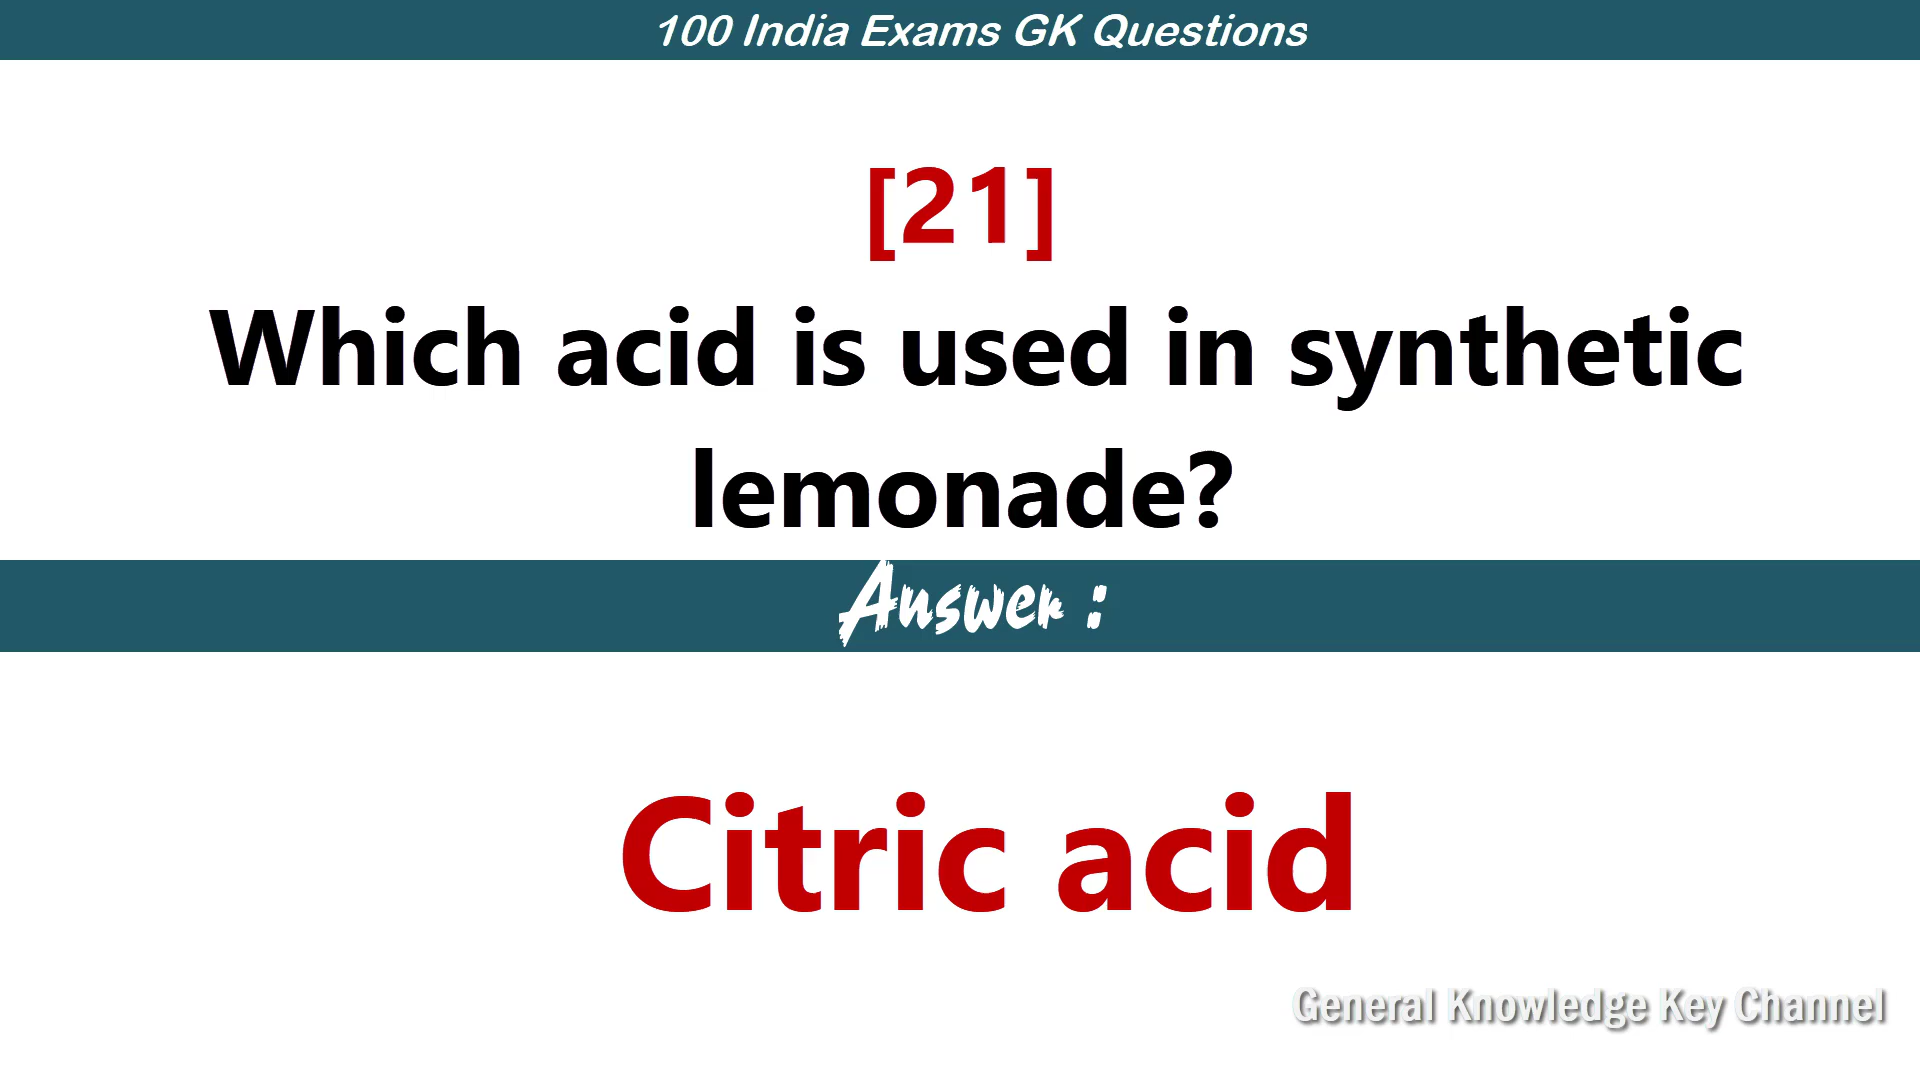 100 India Exams GK Questions
[21]
Which acid is used in synthetic
lemonade?
Answer :
Citric acid
General Knowledge Key Channel